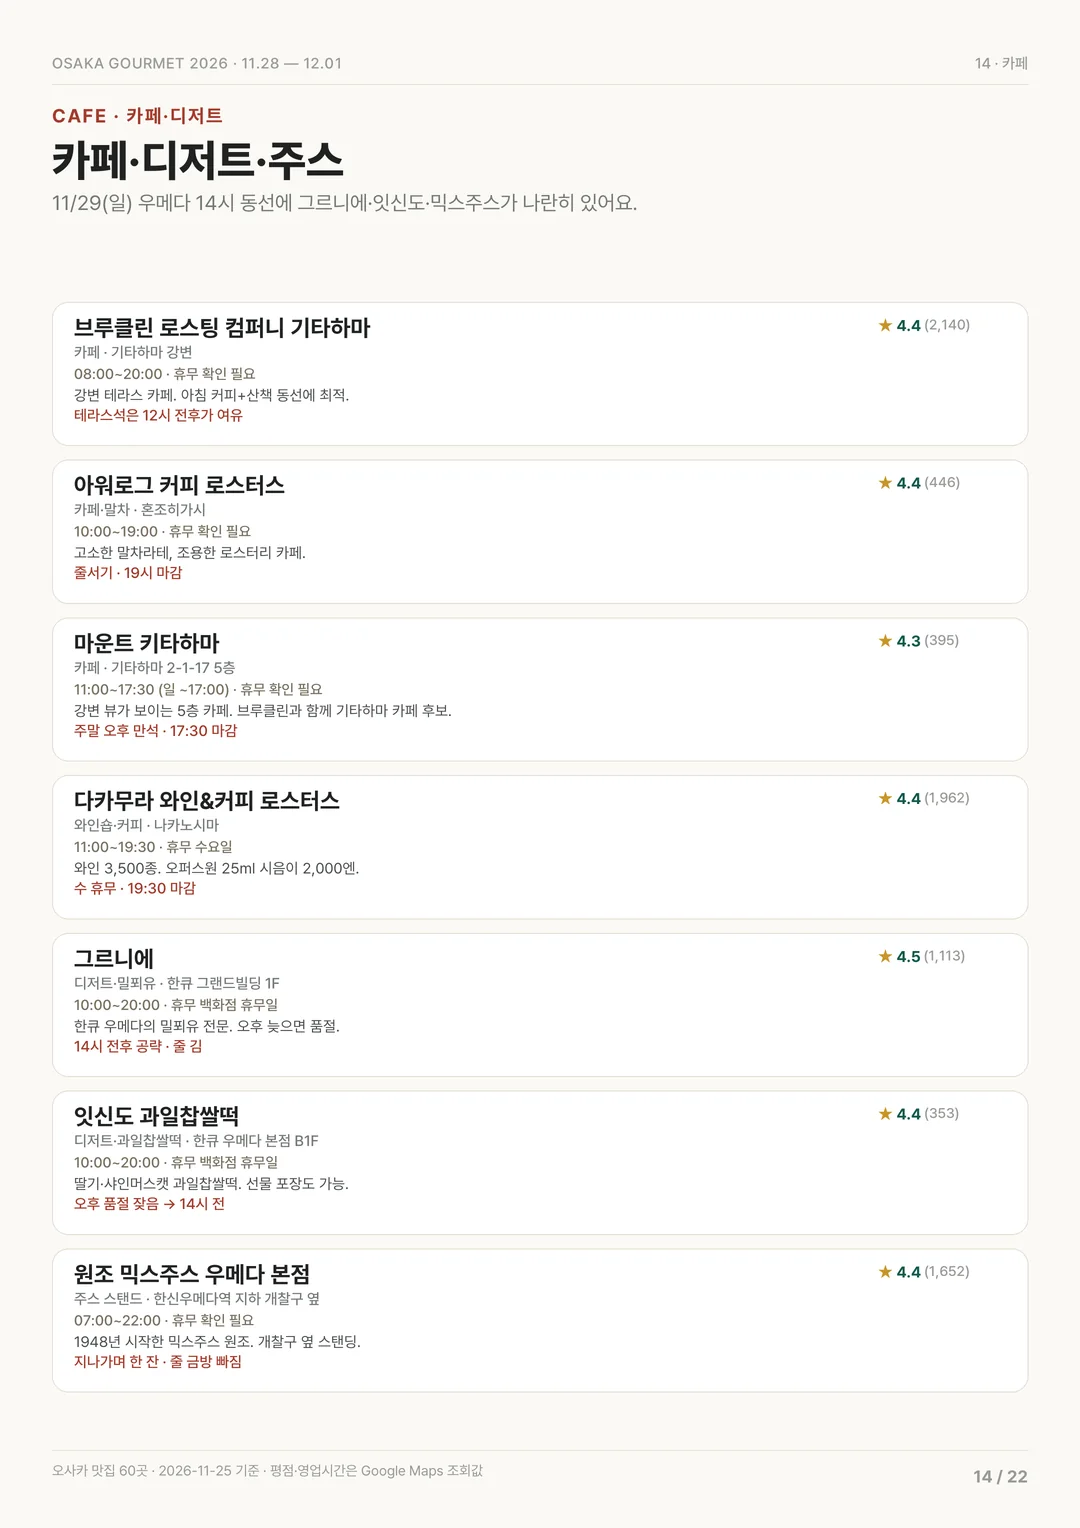 OSAKA GOURMET 2026 · 11.28 — 12.01
14 · 카페
CAFE · 카페·디저트
카페·디저트·주스
11/29(일) 우메다 14시 동선에 그르니에·잇신도·믹스주스가 나란히 있어요.
브루클린 로스팅 컴퍼니 기타하마
★ 4.4 (2,140)
카페 · 기타하마 강변
08:00~20:00 · 휴무 확인 필요
강변 테라스 카페. 아침 커피+산책 동선에 최적.
테라스석은 12시 전후가 여유
아워로그 커피 로스터스
★ 4.4 (446)
카페·말차 · 혼조히가시
10:00~19:00 · 휴무 확인 필요
고소한 말차라테, 조용한 로스터리 카페.
줄서기 · 19시 마감
마운트 키타하마
★ 4.3 (395)
카페 · 기타하마 2-1-17 5층
11:00~17:30 (일 ~17:00) · 휴무 확인 필요
강변 뷰가 보이는 5층 카페. 브루클린과 함께 기타하마 카페 후보.
주말 오후 만석 · 17:30 마감
다카무라 와인&커피 로스터스
★ 4.4 (1,962)
와인숍·커피 · 나카노시마
11:00~19:30 · 휴무 수요일
와인 3,500종. 오퍼스원 25ml 시음이 2,000엔.
수 휴무 · 19:30 마감
그르니에
★ 4.5 (1,113)
디저트·밀푀유 · 한큐 그랜드빌딩 1F
10:00~20:00 · 휴무 백화점 휴무일
한큐 우메다의 밀푀유 전문. 오후 늦으면 품절.
14시 전후 공략 · 줄 김
잇신도 과일찹쌀떡
★ 4.4 (353)
디저트·과일찹쌀떡 · 한큐 우메다 본점 B1F
10:00~20:00 · 휴무 백화점 휴무일
딸기·샤인머스캣 과일찹쌀떡. 선물 포장도 가능.
오후 품절 잦음 → 14시 전
원조 믹스주스 우메다 본점
★ 4.4 (1,652)
주스 스탠드 · 한신우메다역 지하 개찰구 옆
07:00~22:00 · 휴무 확인 필요
1948년 시작한 믹스주스 원조. 개찰구 옆 스탠딩.
지나가며 한 잔 · 줄 금방 빠짐
오사카 맛집 60곳 · 2026-11-25 기준 · 평점·영업시간은 Google Maps 조회값
14 / 22